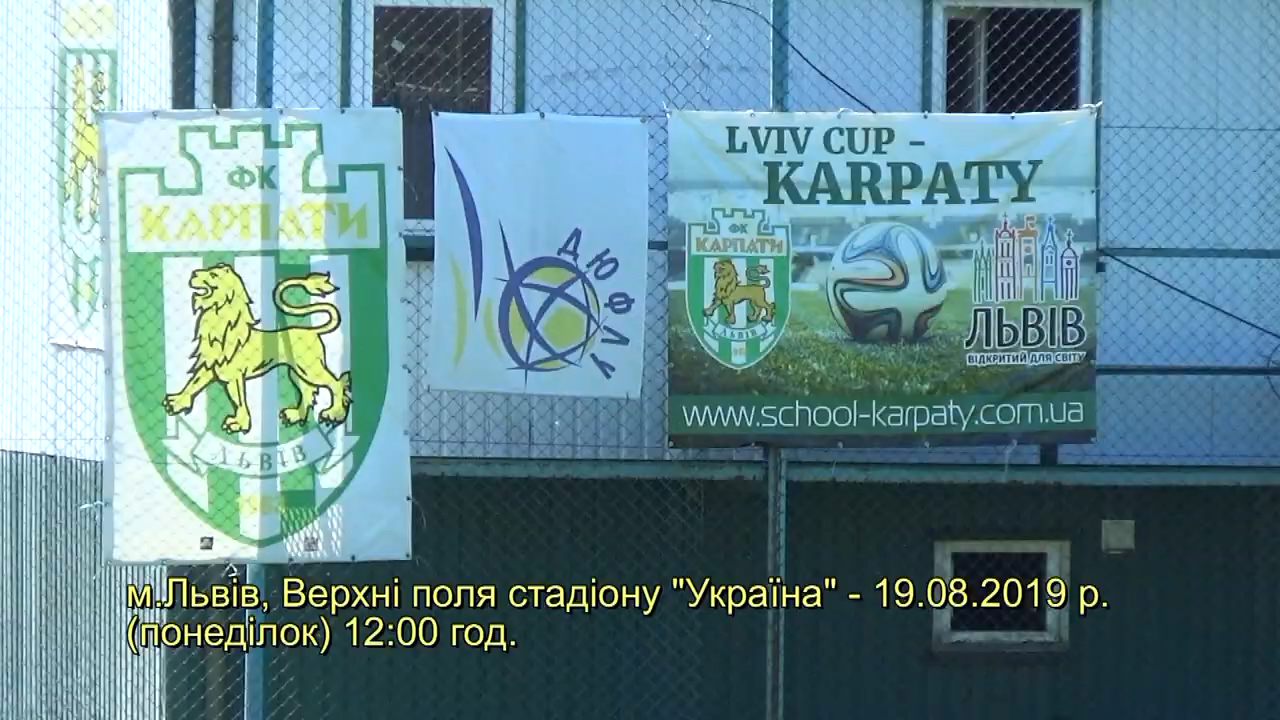 ФК
КАРПАТИ
ЛЬВІВ
ДЮФЛУ
LVIV CUP -
KARPATY
ФК
КАРПАТИ
ЛЬВІВ
ЛЬВІВ
ВІДКРИТИЙ ДЛЯ СВІТУ
www.school-karpaty.com.ua
м.Львів, Верхні поля стадіону "Україна" - 19.08.2019 р.
(понеділок) 12:00 год.